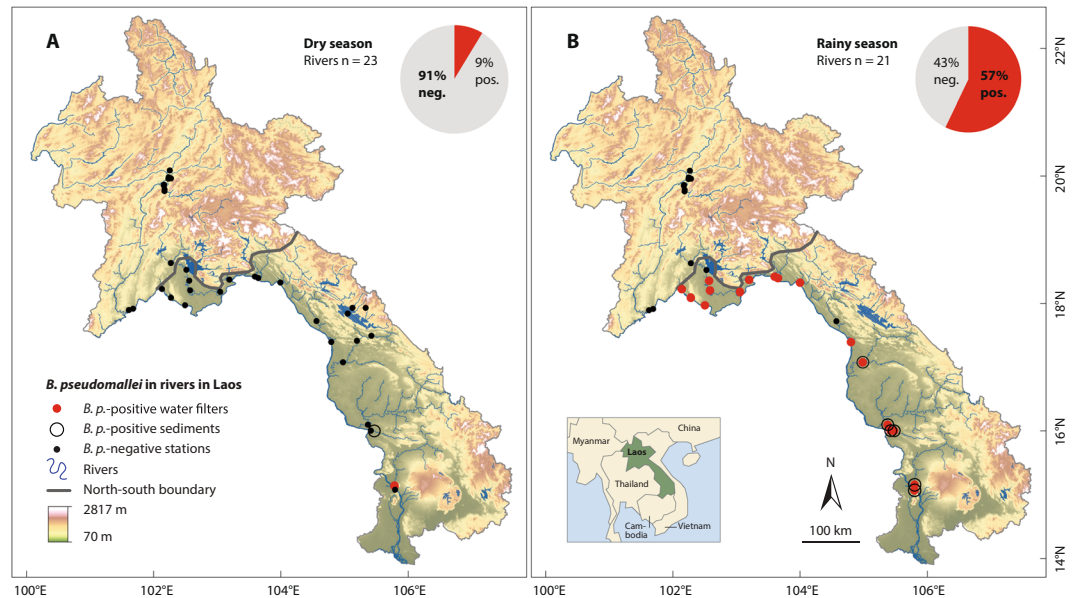 A
Dry season
Rivers n = 23
91%
neg.
9%
pos.
B. pseudomallei in rivers in Laos
B. p.-positive water filters
B. p.-positive sediments
B. p.-negative stations
Rivers
North-south boundary
2817 m
70 m
100°E
102°E
104°E
106°E
B
Rainy season
Rivers n = 21
43%
neg.
57%
pos.
Myanmar
China
Laos
Thailand
Cam-
bodia
Vietnam
N
100 km
100°E
102°E
104°E
106°E
22°N
20°N
18°N
16°N
14°N